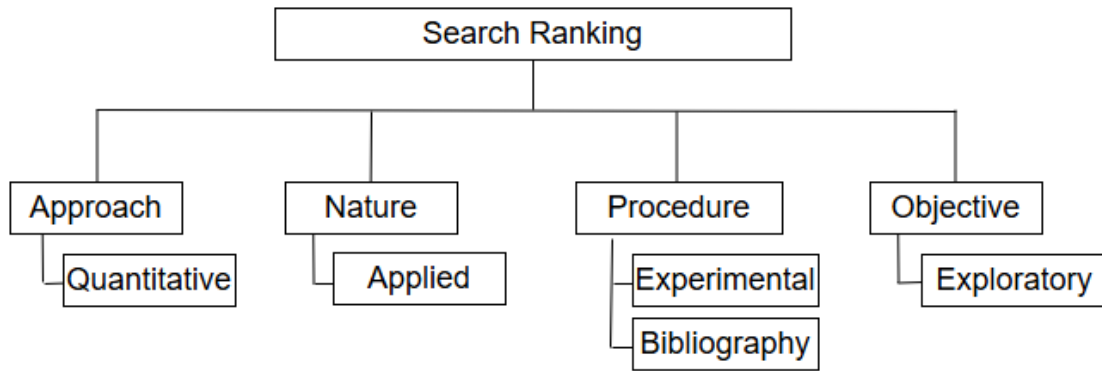 Search Ranking
Approach
Nature
Procedure
Objective
Quantitative
Applied
Experimental
Exploratory
Bibliography